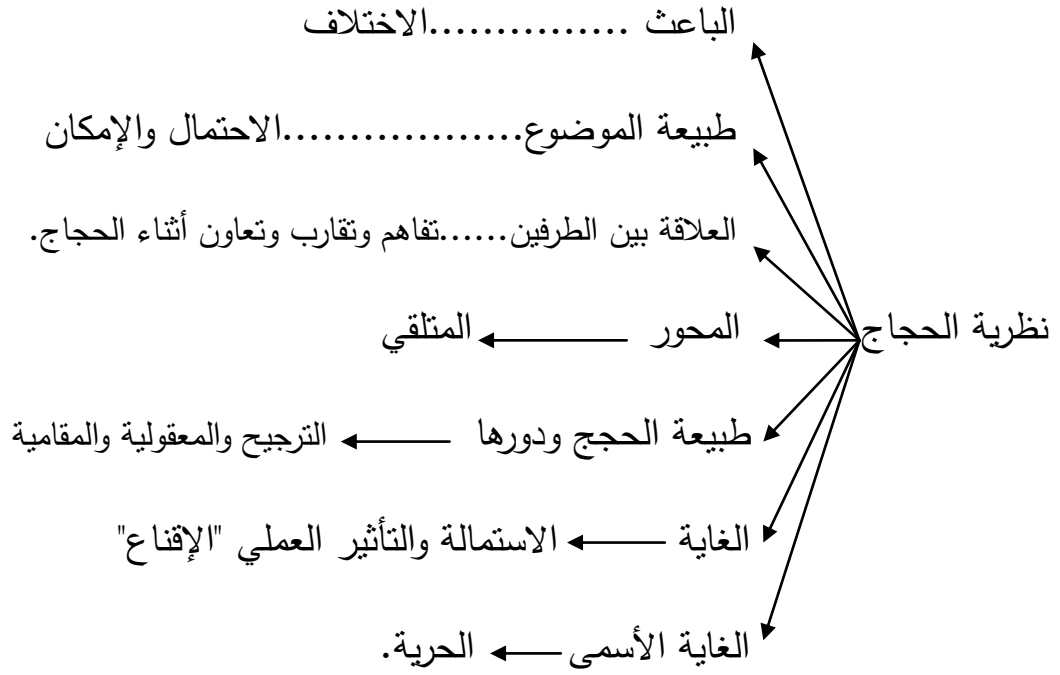 الباعث ...............الاختلاف
طبيعة الموضوع..................الاحتمال والإمكان
العلاقة بين الطرفين......تفاهم وتقارب وتعاون أثناء الحجاج.
نظرية الحجاج المحور المتلقي
طبيعة الحجج ودورها الترجيح والمعقولية والمقامية
الغاية الاستمالة والتأثير العملي "الإقناع"
الغاية الأسمى الحرية.